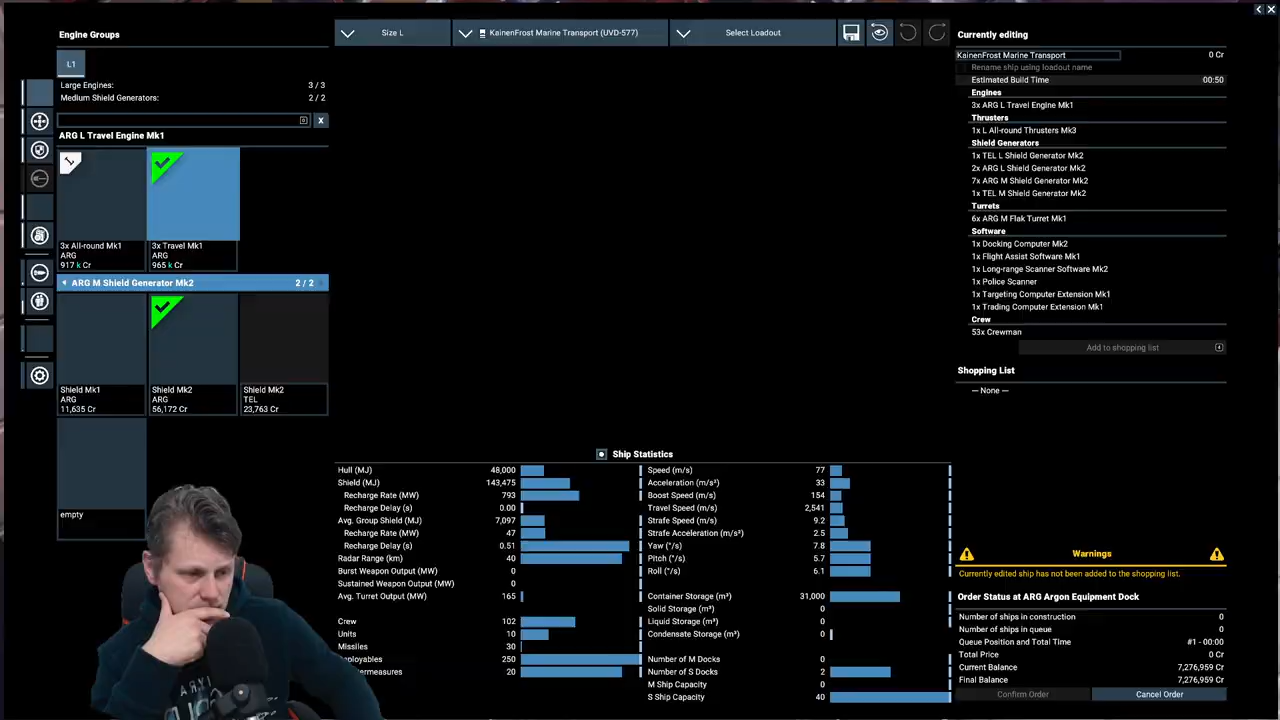 Engine Groups
L1
Large Engines: 3 / 3
Medium Shield Generators: 2 / 2
x
ARG L Travel Engine Mk1
3x All-round Mk1
ARG
917 k Cr
3x Travel Mk1
ARG
965 k Cr
ARG M Shield Generator Mk2 2 / 2
Shield Mk1
ARG
11,635 Cr
Shield Mk2
ARG
56,172 Cr
Shield Mk2
TEL
23,763 Cr
empty
Size L
KainenFrost Marine Transport (UVD-577)
Select Loadout
Ship Statistics
Hull (MJ) 48,000
Shield (MJ) 143,475
Recharge Rate (MW) 793
Recharge Delay (s) 0.00
Avg. Group Shield (MJ) 7,097
Recharge Rate (MW) 47
Recharge Delay (s) 0.51
Radar Range (km) 40
Burst Weapon Output (MW) 0
Sustained Weapon Output (MW) 0
Avg. Turret Output (MW) 165
Crew 102
Units 10
Missiles 30
eployables 250
termeasures 20
Speed (m/s) 77
Acceleration (m/s²) 33
Boost Speed (m/s) 154
Travel Speed (m/s) 2,541
Strafe Speed (m/s) 9.2
Strafe Acceleration (m/s²) 2.5
Yaw (°/s) 7.8
Pitch (°/s) 5.7
Roll (°/s) 6.1
Container Storage (m³) 31,000
Solid Storage (m³) 0
Liquid Storage (m³) 0
Condensate Storage (m³) 0
Number of M Docks 0
Number of S Docks 2
M Ship Capacity 0
S Ship Capacity 40
Currently editing
KainenFrost Marine Transport 0 Cr
Rename ship using loadout name
Estimated Build Time 00:50
Engines
3x ARG L Travel Engine Mk1
Thrusters
1x L All-round Thrusters Mk3
Shield Generators
1x TEL L Shield Generator Mk2
2x ARG L Shield Generator Mk2
7x ARG M Shield Generator Mk2
1x TEL M Shield Generator Mk2
Turrets
6x ARG M Flak Turret Mk1
Software
1x Docking Computer Mk2
1x Flight Assist Software Mk1
1x Long-range Scanner Software Mk2
1x Police Scanner
1x Targeting Computer Extension Mk1
1x Trading Computer Extension Mk1
Crew
53x Crewman
Add to shopping list
Shopping List
— None —
Warnings
Currently edited ship has not been added to the shopping list.
Order Status at ARG Argon Equipment Dock
Number of ships in construction 0
Number of ships in queue 0
Queue Position and Total Time #1 - 00:00
Total Price 0 Cr
Current Balance 7,276,959 Cr
Final Balance 7,276,959 Cr
Confirm Order
Cancel Order